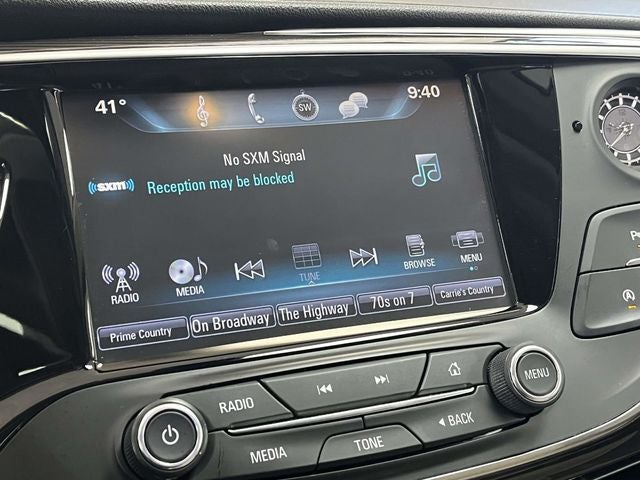 41° SW 9:40
No SXM Signal
((sxm)) Reception may be blocked
RADIO MEDIA TUNE BROWSE MENU
Prime Country On Broadway The Highway 70s on 7 Carrie's Country
RADIO MENU
MEDIA TONE BACK